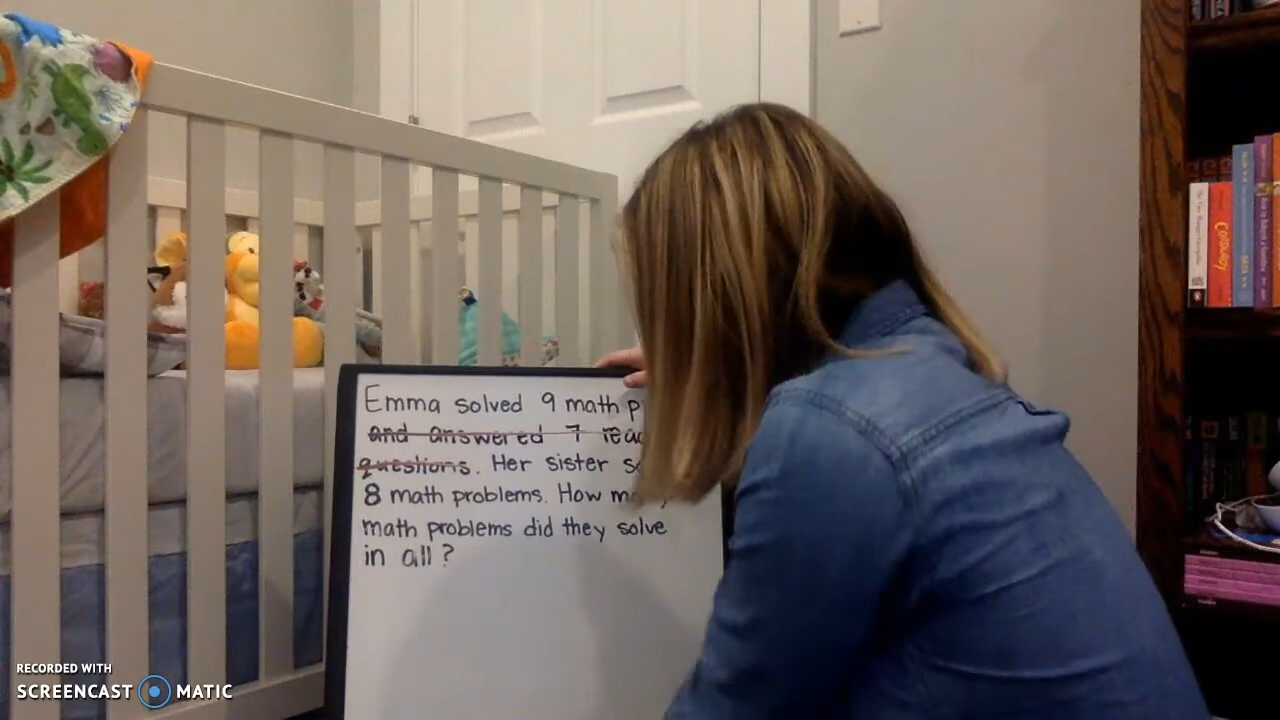 Emma solved 9 math p
and answered 7 reac
questions. Her sister s
8 math problems. How m
math problems did they solve
in all?
RECORDED WITH
SCREENCAST MATIC